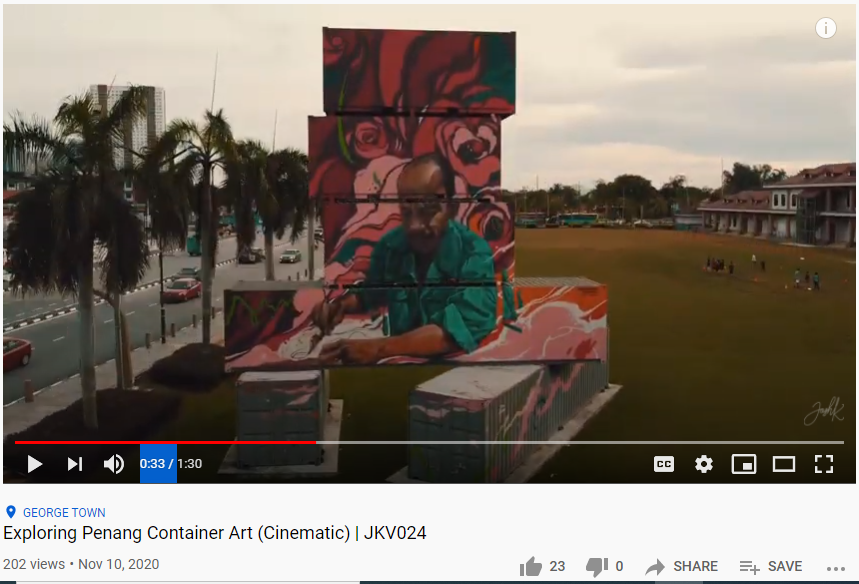 JoshK
0:33 / 1:30
CC
GEORGE TOWN
Exploring Penang Container Art (Cinematic) | JKV024
202 views • Nov 10, 2020
23
0
SHARE
SAVE